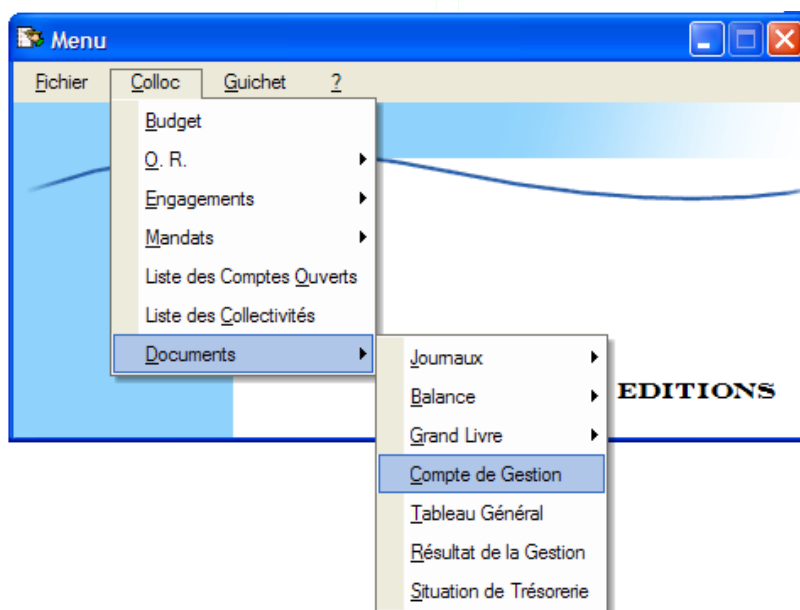 Menu
Fichier Colloc Guichet ?
Budget
O. R.
Engagements
Mandats
Liste des Comptes Ouverts
Liste des Collectivités
Documents
Journaux
Balance
EDITIONS
Grand Livre
Compte de Gestion
Tableau Général
Résultat de la Gestion
Situation de Trésorerie